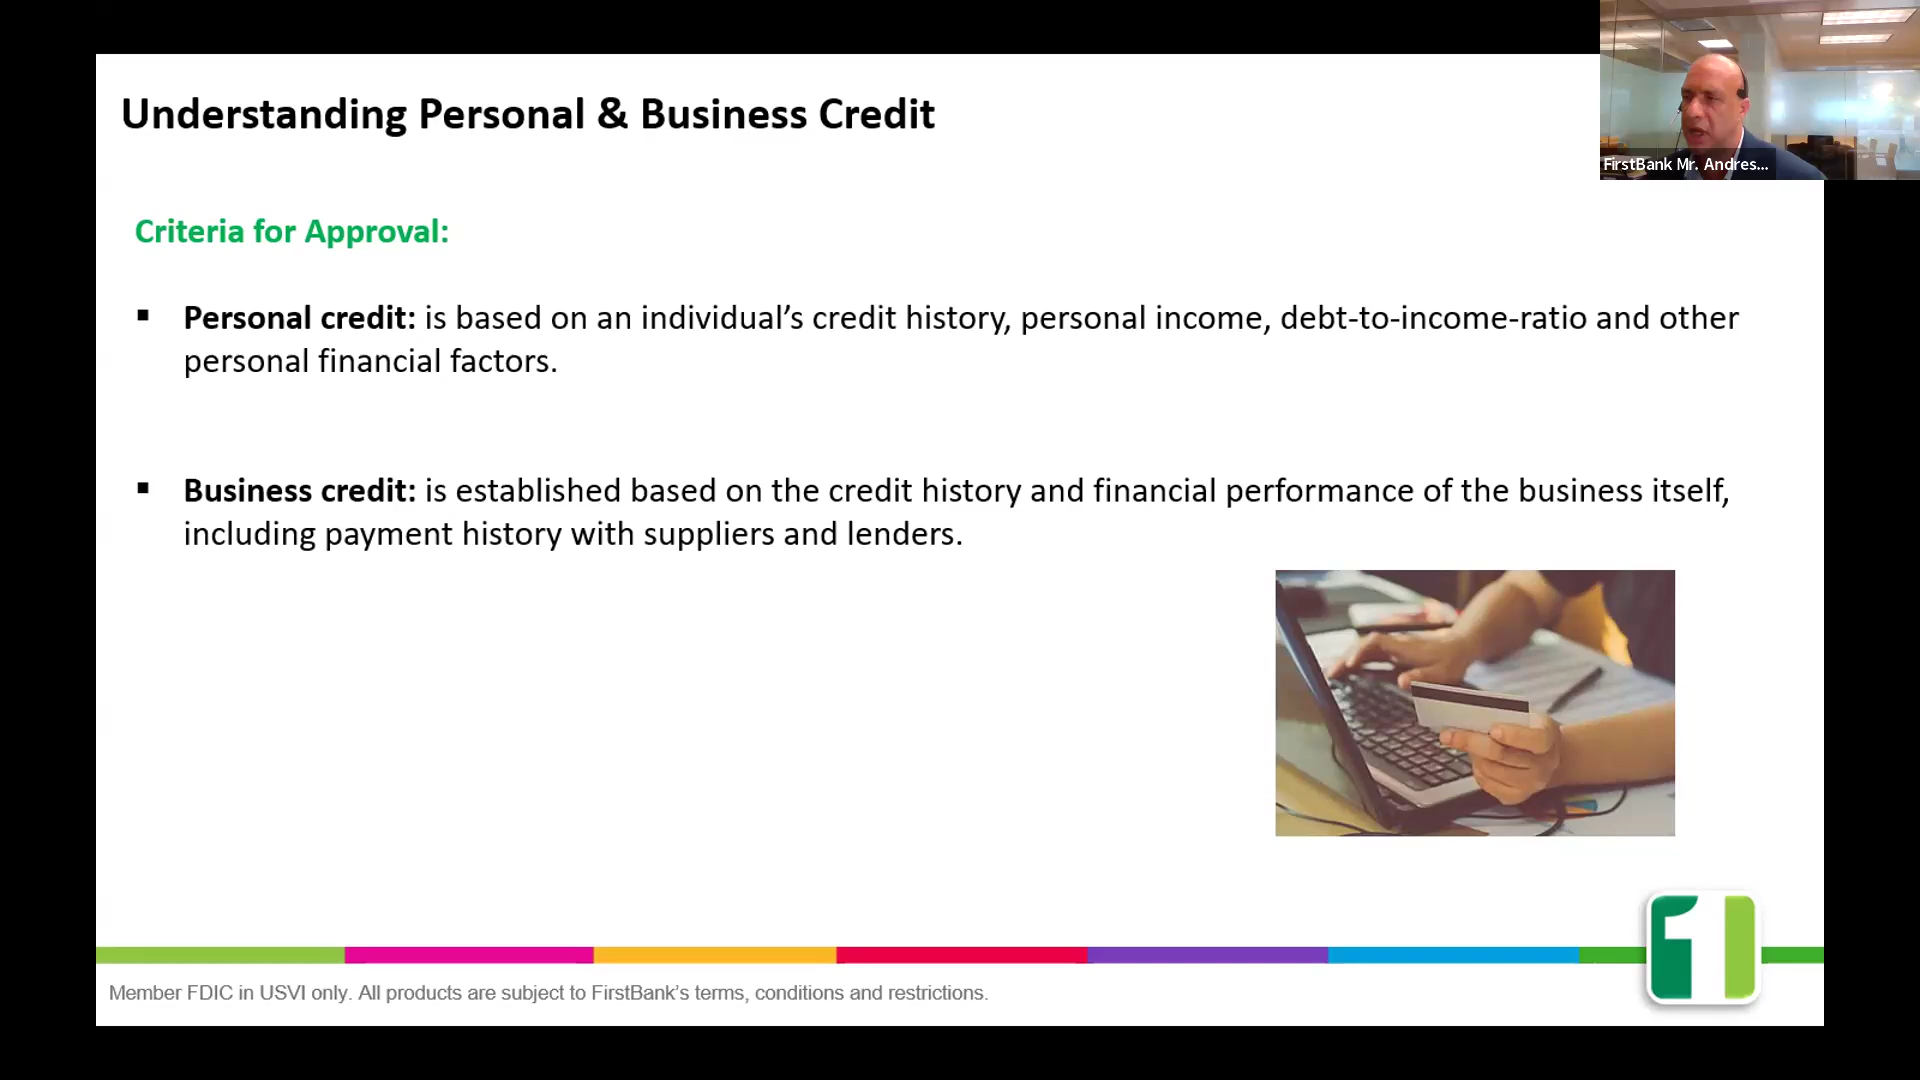 Understanding Personal & Business Credit
FirstBank Mr. Andres...
Criteria for Approval:
▪ Personal credit: is based on an individual’s credit history, personal income, debt-to-income-ratio and other
personal financial factors.
▪ Business credit: is established based on the credit history and financial performance of the business itself,
including payment history with suppliers and lenders.
1
Member FDIC in USVI only. All products are subject to FirstBank’s terms, conditions and restrictions.